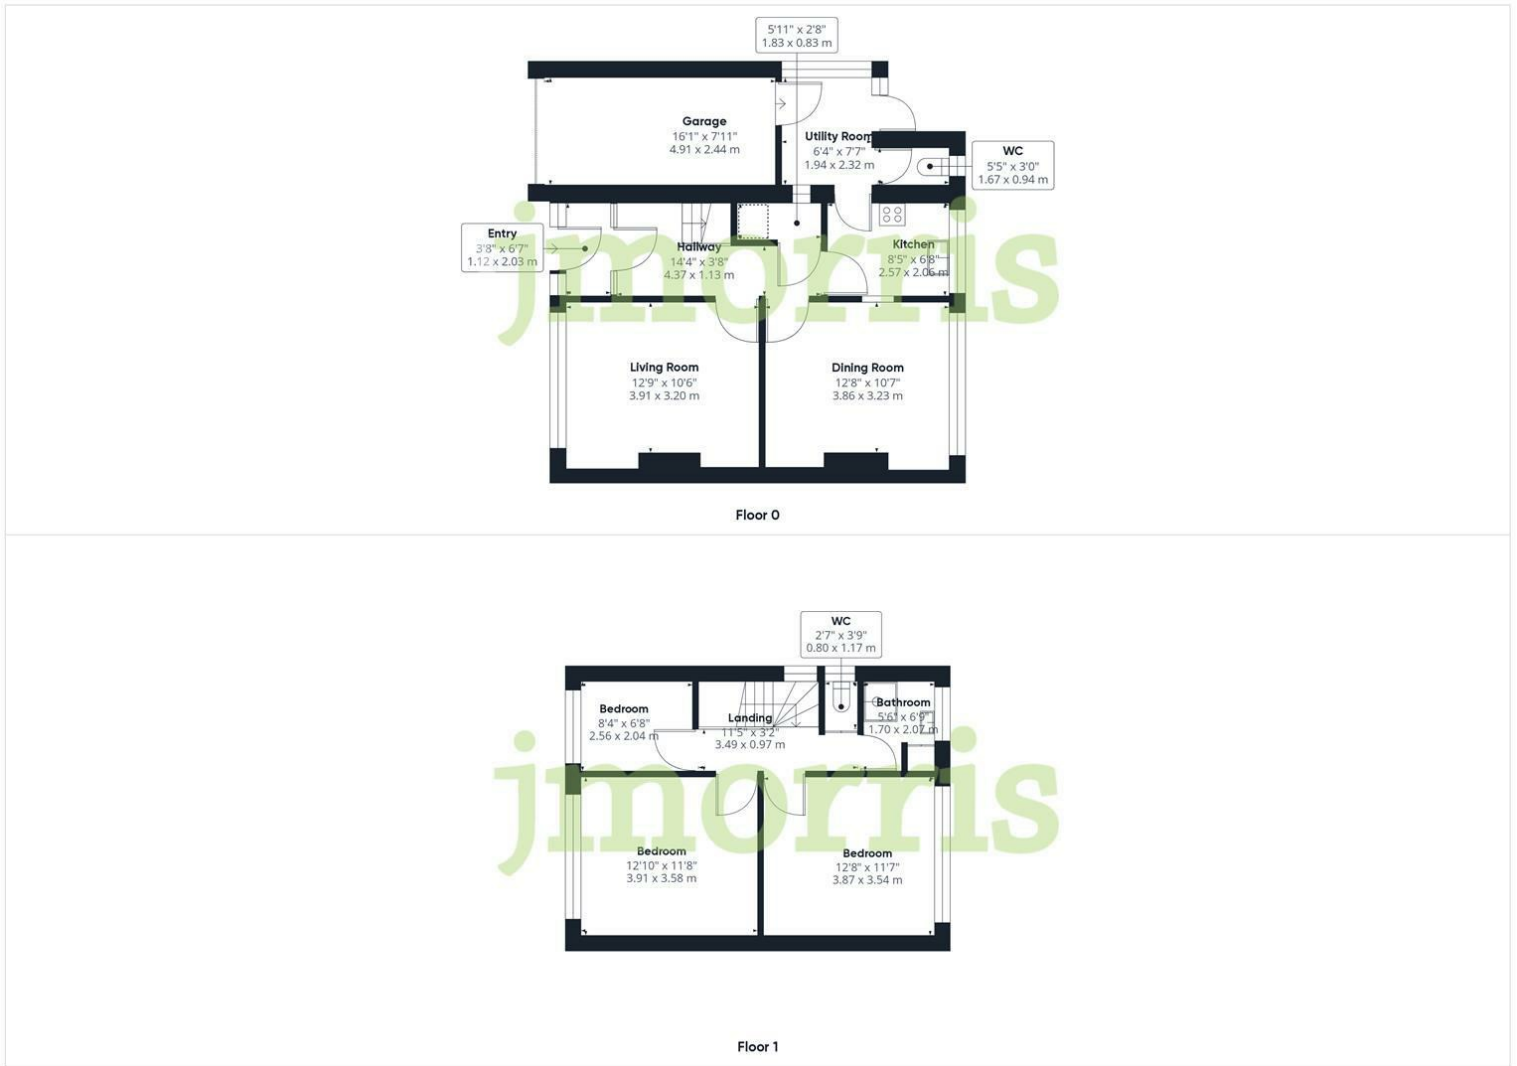 5'11" x 2'8"
1.83 x 0.83 m
Garage
16'1" x 7'11"
4.91 x 2.44 m
Utility Room
6'4" x 7'7"
1.94 x 2.32 m
WC
5'5" x 3'0"
1.67 x 0.94 m
Entry
3'8" x 6'7"
1.12 x 2.03 m
Hallway
14'4" x 3'8"
4.37 x 1.13 m
Kitchen
8'5" x 6'8"
2.57 x 2.06 m
jmorris
Living Room
12'9" x 10'6"
3.91 x 3.20 m
Dining Room
12'8" x 10'7"
3.86 x 3.23 m
Floor 0
WC
2'7" x 3'9"
0.80 x 1.17 m
Bedroom
8'4" x 6'8"
2.56 x 2.04 m
Landing
11'5" x 3'2"
3.49 x 0.97 m
Bathroom
5'6" x 6'9"
1.70 x 2.07 m
jmorris
Bedroom
12'10" x 11'8"
3.91 x 3.58 m
Bedroom
12'8" x 11'7"
3.87 x 3.54 m
Floor 1